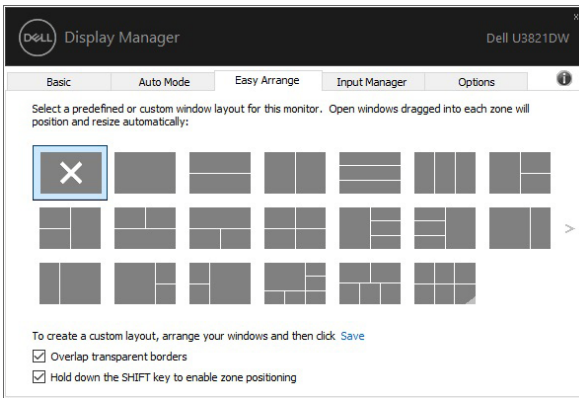 DELL Display Manager Dell U3821DW
Basic Auto Mode Easy Arrange Input Manager Options
Select a predefined or custom window layout for this monitor. Open windows dragged into each zone will
position and resize automatically:
To create a custom layout, arrange your windows and then click Save
Overlap transparent borders
Hold down the SHIFT key to enable zone positioning